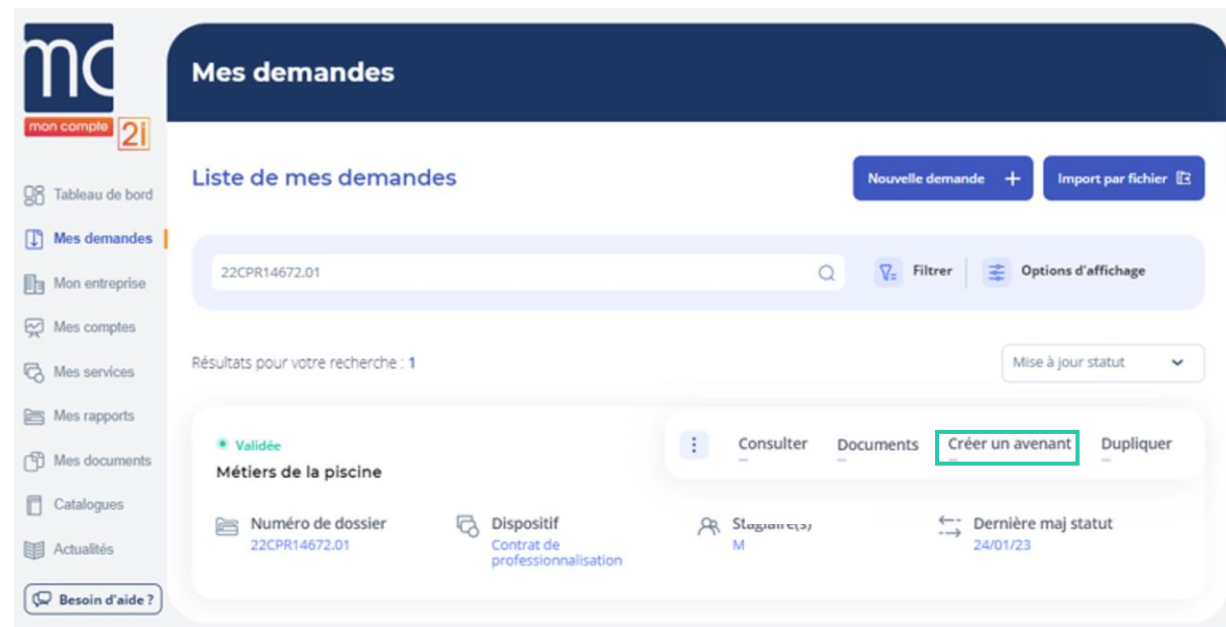 mc
mon compte 2i
Mes demandes
Tableau de bord
Mes demandes
Mon entreprise
Mes comptes
Mes services
Mes rapports
Mes documents
Catalogues
Actualités
Besoin d'aide ?
Liste de mes demandes
Nouvelle demande +
Import par fichier
22CPR14672.01
Filtrer
Options d'affichage
Résultats pour votre recherche : 1
Mise à jour statut
Validée
Métiers de la piscine
Consulter Documents Créer un avenant Dupliquer
Numéro de dossier
22CPR14672.01
Dispositif
Contrat de
professionnalisation
Stagiaire(s)
M
Dernière maj statut
24/01/23